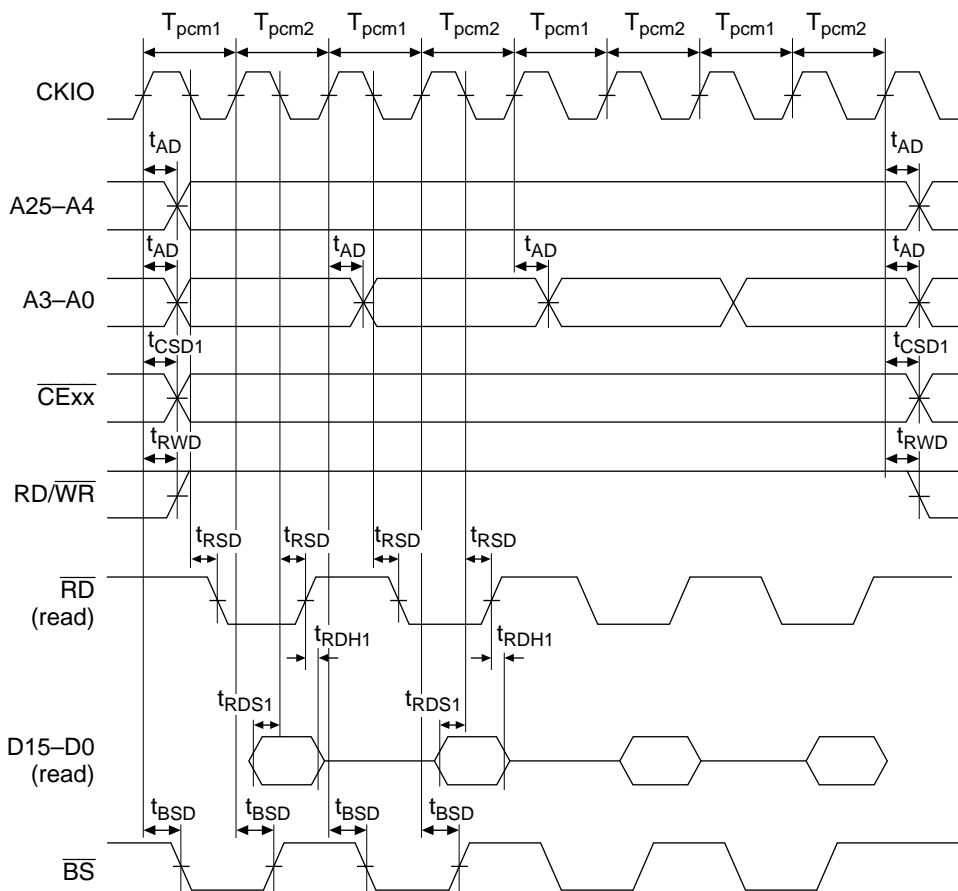 Tpcm1 Tpcm2 Tpcm1 Tpcm2 Tpcm1 Tpcm2 Tpcm1 Tpcm2
CKIO
tAD tAD
A25–A4
tAD tAD tAD tAD
A3–A0
tCSD1 tCSD1
CExx
tRWD tRWD
RD/WR
tRSD tRSD tRSD tRSD
RD
(read)
tRDH1 tRDH1
tRDS1 tRDS1
D15–D0
(read)
tBSD tBSD tBSD tBSD
BS